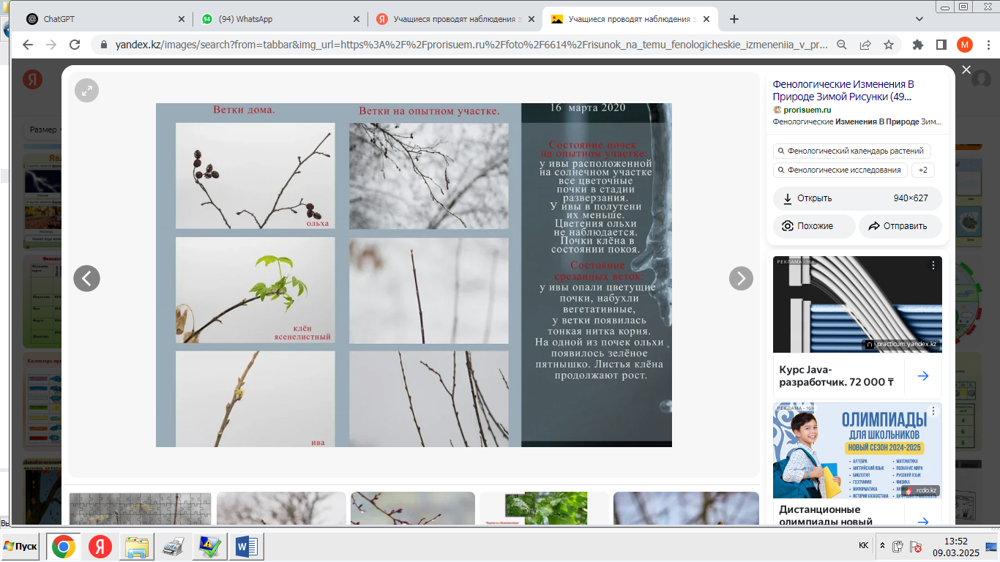 ChatGPT
(94) WhatsApp
Учащиеся проводят наблюдения з
Учащиеся проводят наблюдения з
yandex.kz/images/search?from=tabbar&img_url=https%3A%2F%2Fprorisuem.ru%2Ffoto%2F6614%2Frisunok_na_temu_fenologicheskie_izmeneniia_v_pr...
M
Я
Размер
Ветки дома.
Ветки на опытном участке.
16 марта 2020
ольха
клён
ясенелистный
ива
Состояние почек
на опытном участке:
у ивы расположенной
на солнечном участке
все цветочные
почки в стадии
разверзания.
У ивы в полутени
их меньше.
Цветения ольхи
не наблюдается.
Почки клёна в
состоянии покоя.
Состояние
срезанных веток:
у ивы опали цветущие
почки, набухли
вегетативные,
у ветки появилась
тонкая нитка корня.
На одной из почек ольхи
появилось зелёное
пятнышко. Листья клёна
продолжают рост.
Фенологические Изменения В
Природе Зимой Рисунки (49...
prorisuem.ru
Фенологические Изменения В Природе Зим...
Фенологический календарь растений
Фенологические исследования
+2
Открыть
940×627
Похожие
Отправить
РЕКЛАМА • 16+
practicum.yandex.kz
Курс Java-
разработчик. 72 000 ₸
РЕКЛАМА • 16+
ОЛИМПИАДЫ
ДЛЯ ШКОЛЬНИКОВ
НОВЫЙ СЕЗОН 2024-2025
• АЛГЕБРА
• АНГЛИЙСКИЙ ЯЗЫК
• БИОЛОГИЯ
• ГЕОГРАФИЯ
• ИНФОРМАТИКА
• ИСТОРИЯ КАЗАХСТАНА
• МАТЕМАТИКА
• ПОЗНАНИЕ МИРА
• РУССКИЙ ЯЗЫК
• ФИЗИКА
rcdo.kz
Дистанционные
олимпиады новый
Пуск
KK
13:52
09.03.2025